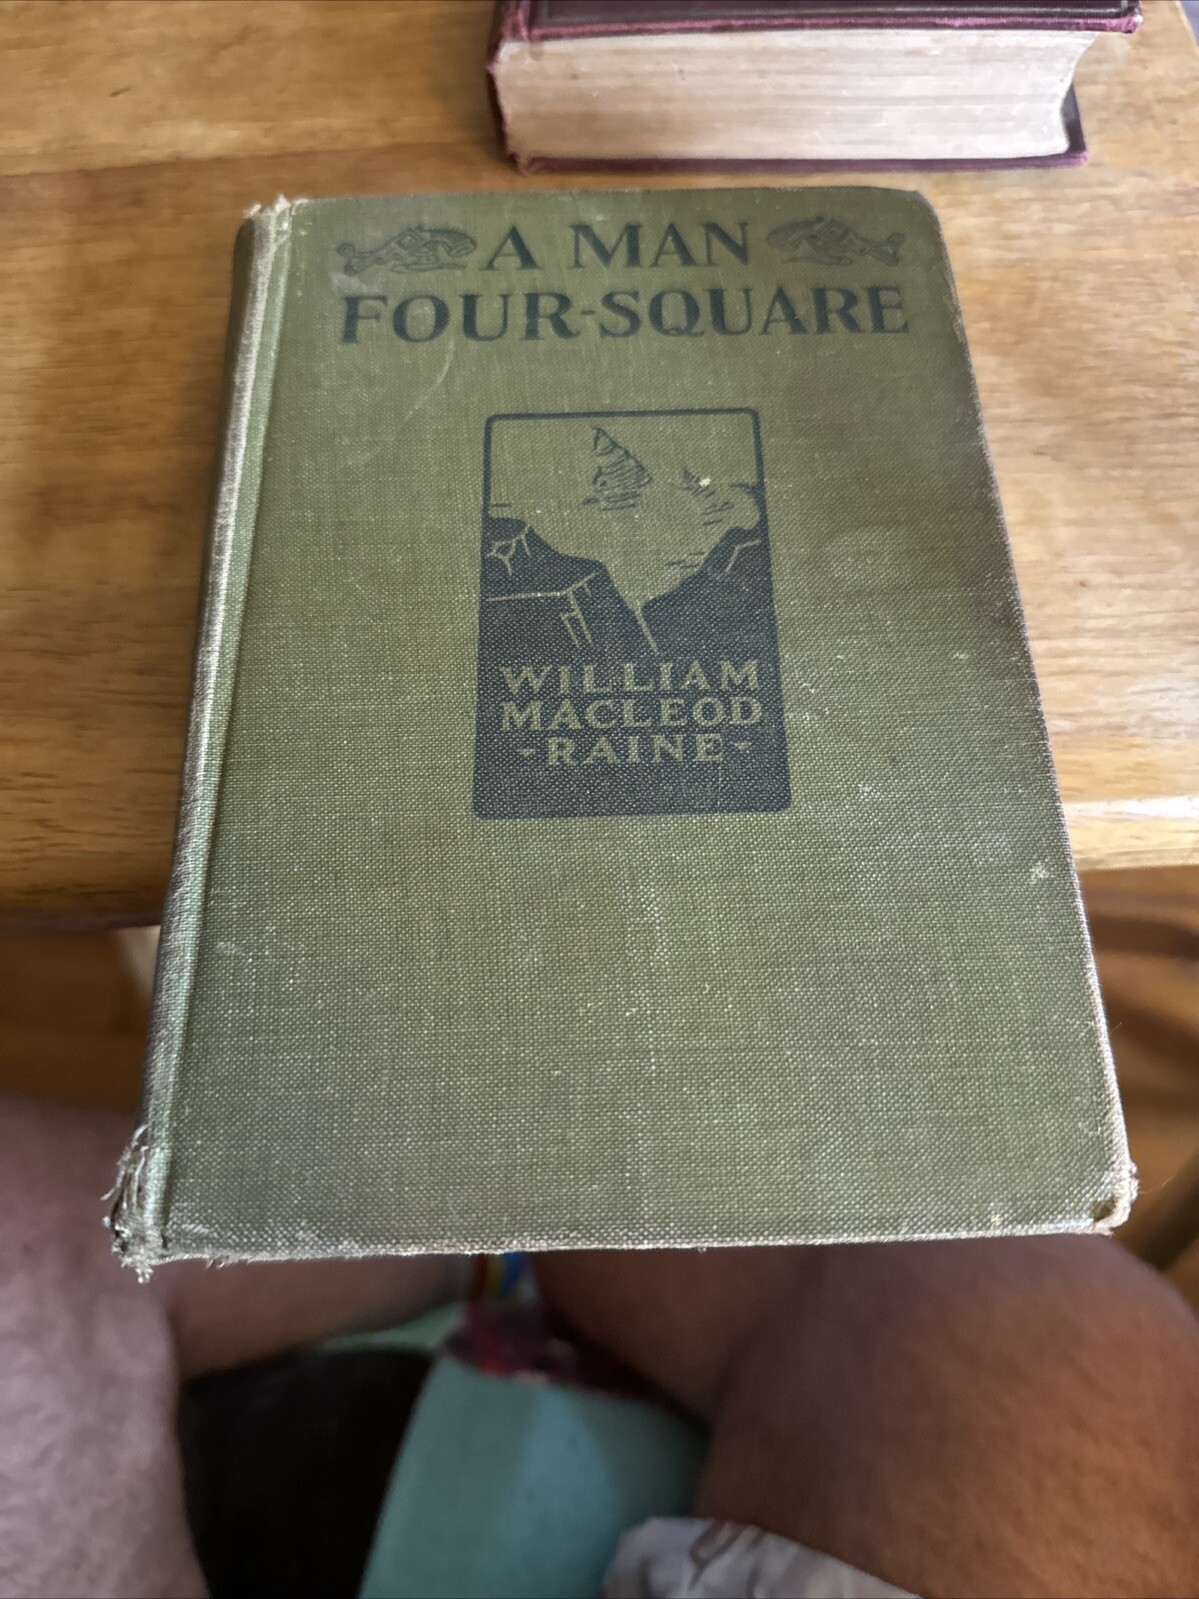 A MAN
FOUR-SQUARE
WILLIAM
MACLEOD
-RAINE-